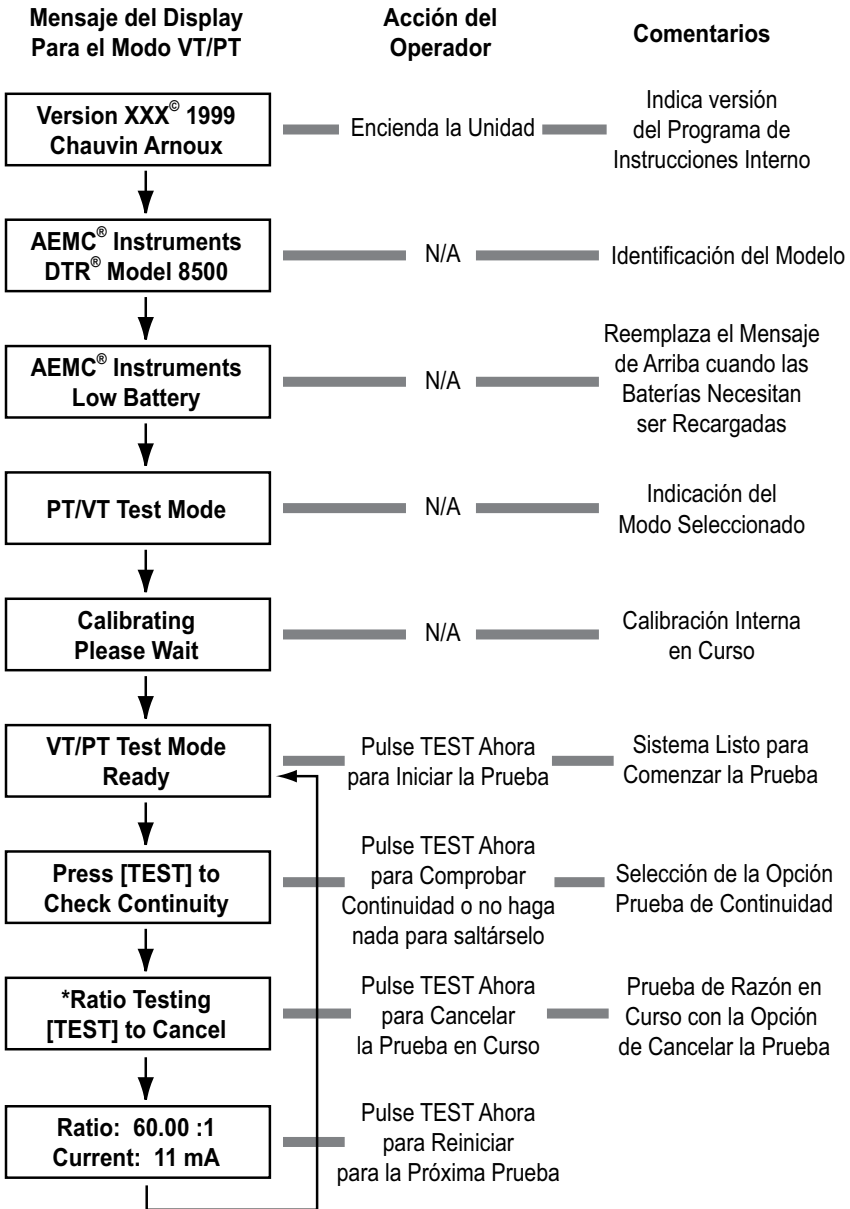 Mensaje del Display
Para el Modo VT/PT
Acción del
Operador
Comentarios
Version XXX© 1999
Chauvin Arnoux
Encienda la Unidad
Indica versión
del Programa de
Instrucciones Interno
AEMC® Instruments
DTR® Model 8500
N/A
Identificación del Modelo
AEMC® Instruments
Low Battery
N/A
Reemplaza el Mensaje
de Arriba cuando las
Baterías Necesitan
ser Recargadas
PT/VT Test Mode
N/A
Indicación del
Modo Seleccionado
Calibrating
Please Wait
N/A
Calibración Interna
en Curso
VT/PT Test Mode
Ready
Pulse TEST Ahora
para Iniciar la Prueba
Sistema Listo para
Comenzar la Prueba
Press [TEST] to
Check Continuity
Pulse TEST Ahora
para Comprobar
Continuidad o no haga
nada para saltárselo
Selección de la Opción
Prueba de Continuidad
*Ratio Testing
[TEST] to Cancel
Pulse TEST Ahora
para Cancelar
la Prueba en Curso
Prueba de Razón en
Curso con la Opción
de Cancelar la Prueba
Ratio: 60.00 :1
Current: 11 mA
Pulse TEST Ahora
para Reiniciar
para la Próxima Prueba